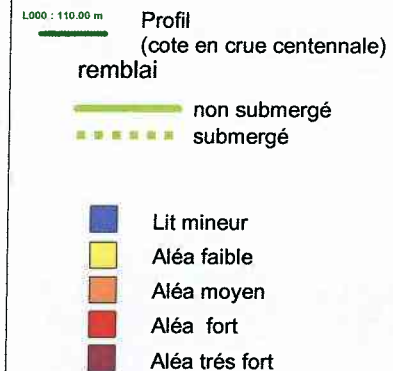 L000 : 110.00 m
Profil
(cote en crue centennale)
remblai
non submergé
submergé
Lit mineur
Aléa faible
Aléa moyen
Aléa fort
Aléa trés fort